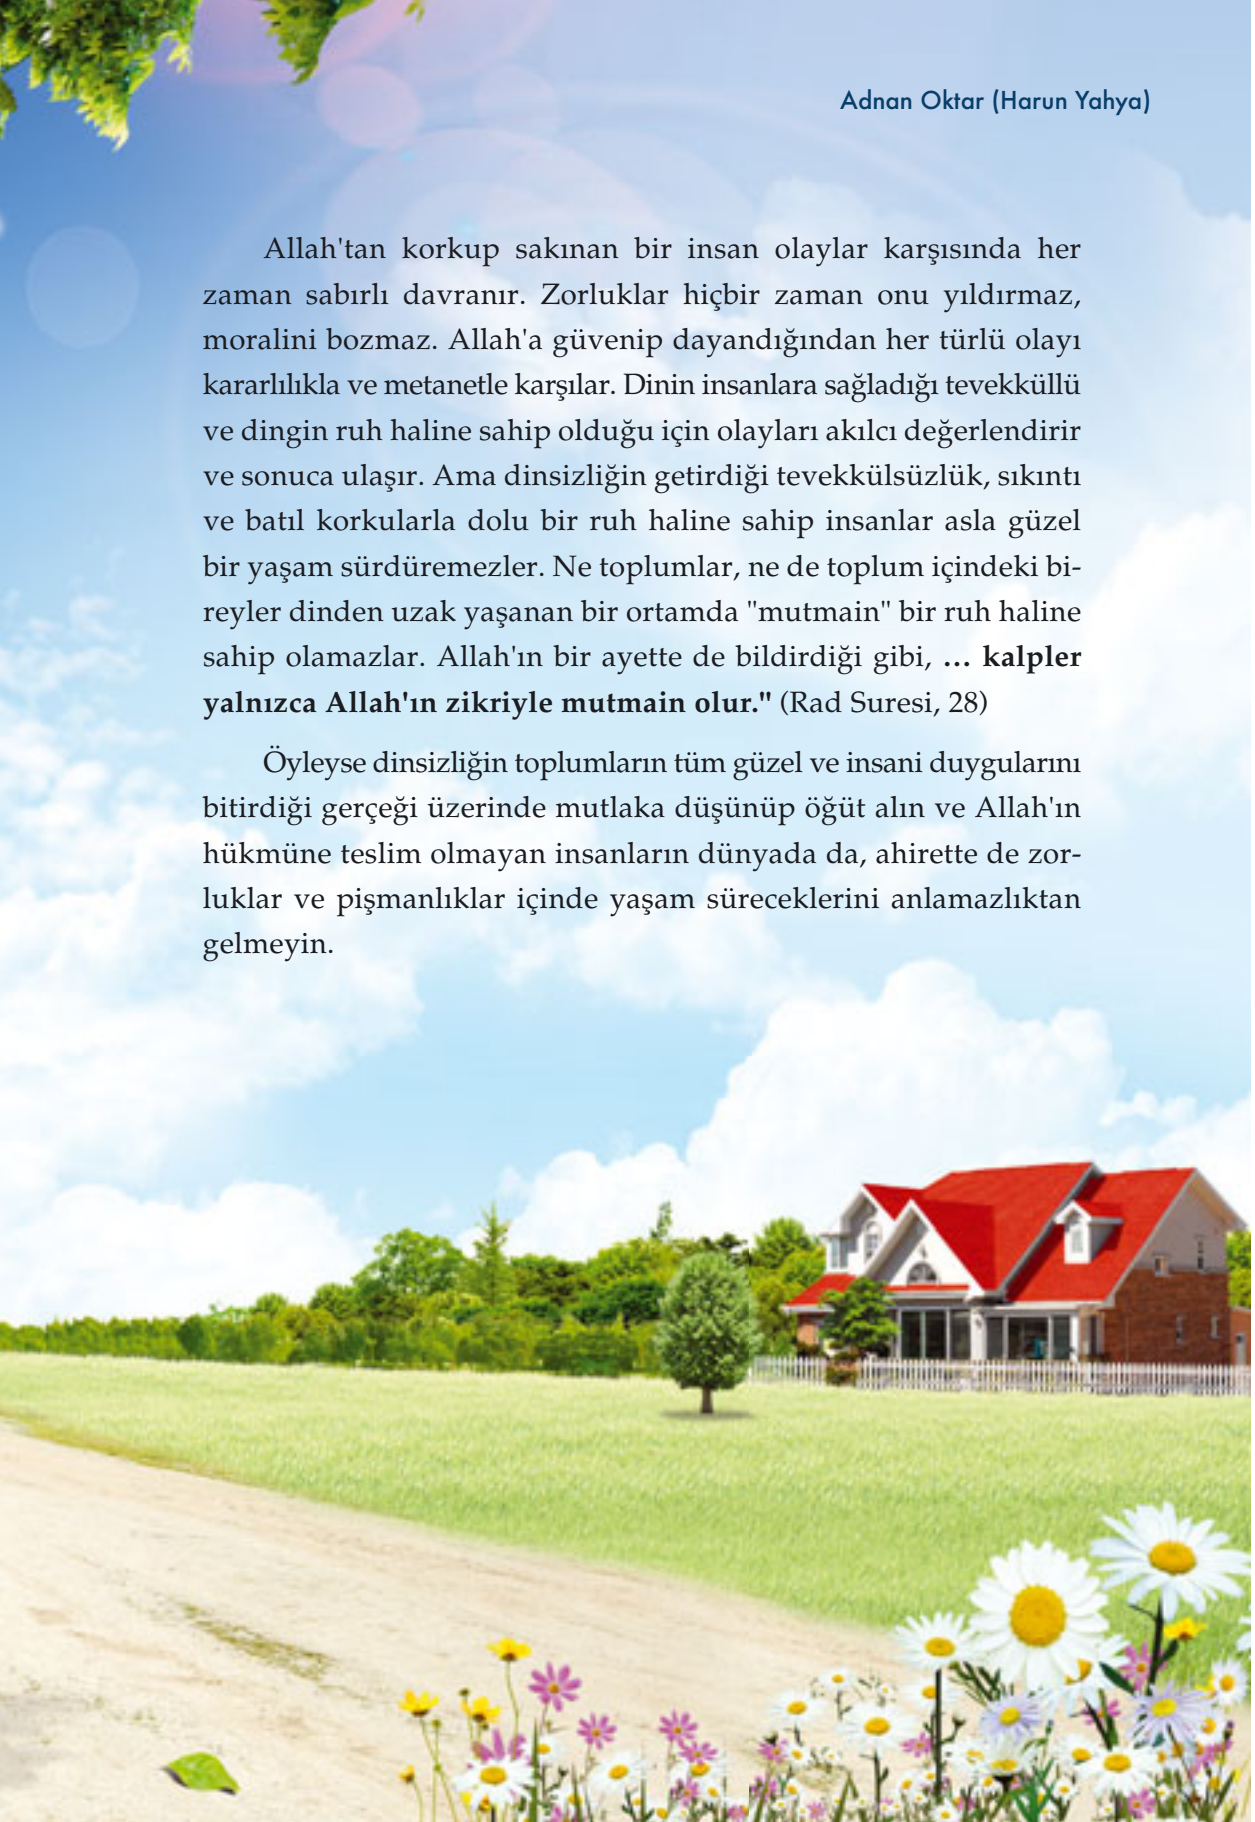 Adnan Oktar (Harun Yahya)
Allah'tan korkup sakınan bir insan olaylar karşısında her
zaman sabırlı davranır. Zorluklar hiçbir zaman onu yıldırmaz,
moralini bozmaz. Allah'a güvenip dayandığından her türlü olayı
kararlılıkla ve metanetle karşılar. Dinin insanlara sağladığı tevekküllü
ve dingin ruh haline sahip olduğu için olayları akılcı değerlendirir
ve sonuca ulaşır. Ama dinsizliğin getirdiği tevekkülsüzlük, sıkıntı
ve batıl korkularla dolu bir ruh haline sahip insanlar asla güzel
bir yaşam sürdüremezler. Ne toplumlar, ne de toplum içindeki bi-
reyler dinden uzak yaşanan bir ortamda "mutmain" bir ruh haline
sahip olamazlar. Allah'ın bir ayette de bildirdiği gibi, ... kalpler
yalnızca Allah'ın zikriyle mutmain olur." (Rad Suresi, 28)
Öyleyse dinsizliğin toplumların tüm güzel ve insani duygularını
bitirdiği gerçeği üzerinde mutlaka düşünüp öğüt alın ve Allah'ın
hükmüne teslim olmayan insanların dünyada da, ahirette de zor-
luklar ve pişmanlıklar içinde yaşam süreceklerini anlamazlıktan
gelmeyin.